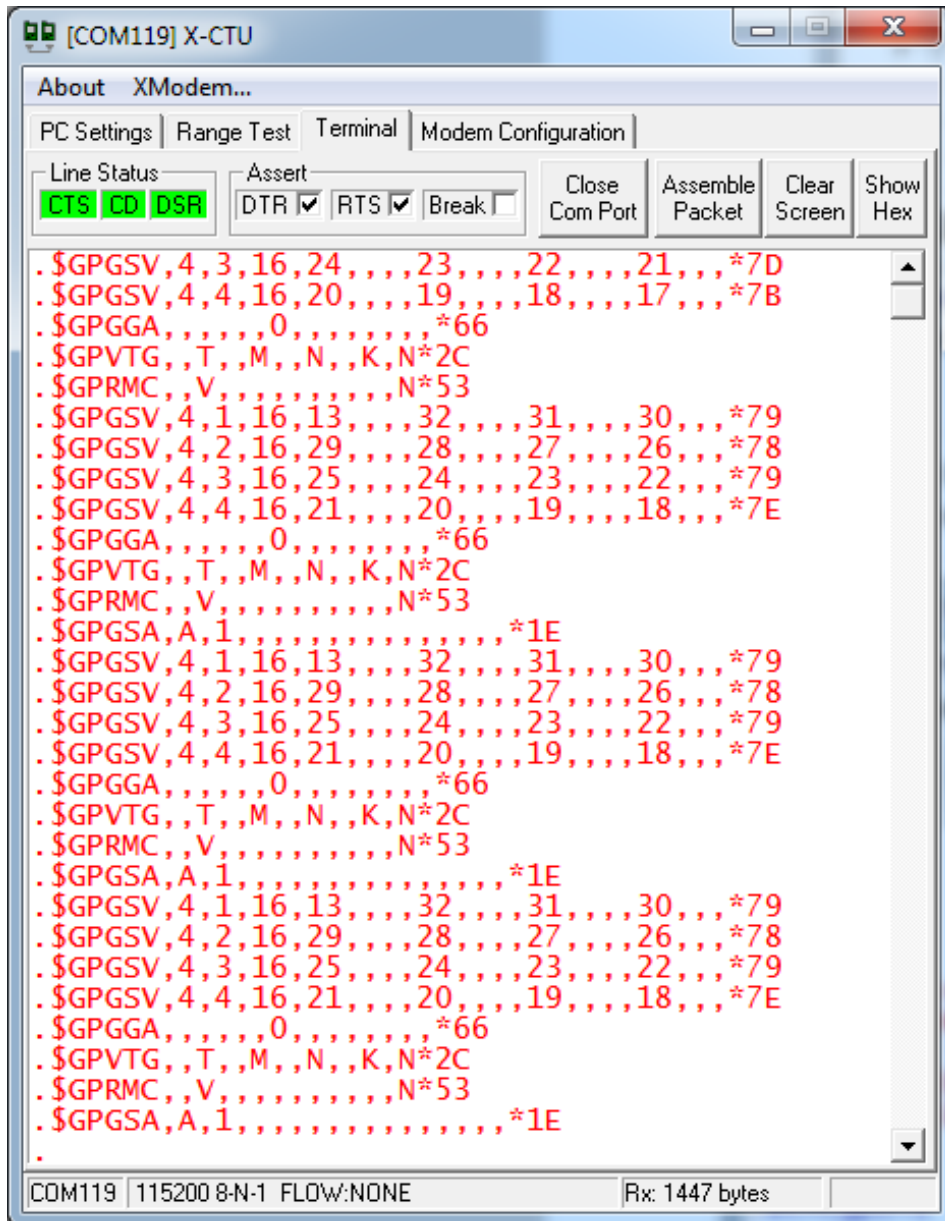 [COM119] X-CTU
About XModem...
PC Settings Range Test Terminal Modem Configuration
Line Status Assert
CTS CD DSR DTR RTS Break Close Com Port Assemble Packet Clear Screen Show Hex
.$GPGSV,4,3,16,24,,,,23,,,,22,,,,21,,,*7D
.$GPGSV,4,4,16,20,,,,19,,,,18,,,,17,,,*7B
.$GPGGA,,,,,,0,,,,,,,,*66
.$GPVTG,,T,,M,,N,,K,N*2C
.$GPRMC,,V,,,,,,,,,,N*53
.$GPGSV,4,1,16,13,,,,32,,,,31,,,,30,,,*79
.$GPGSV,4,2,16,29,,,,28,,,,27,,,,26,,,*78
.$GPGSV,4,3,16,25,,,,24,,,,23,,,,22,,,*79
.$GPGSV,4,4,16,21,,,,20,,,,19,,,,18,,,*7E
.$GPGGA,,,,,,0,,,,,,,,*66
.$GPVTG,,T,,M,,N,,K,N*2C
.$GPRMC,,V,,,,,,,,,,N*53
.$GPGSA,A,1,,,,,,,,,,,,,,,*1E
.$GPGSV,4,1,16,13,,,,32,,,,31,,,,30,,,*79
.$GPGSV,4,2,16,29,,,,28,,,,27,,,,26,,,*78
.$GPGSV,4,3,16,25,,,,24,,,,23,,,,22,,,*79
.$GPGSV,4,4,16,21,,,,20,,,,19,,,,18,,,*7E
.$GPGGA,,,,,,0,,,,,,,,*66
.$GPVTG,,T,,M,,N,,K,N*2C
.$GPRMC,,V,,,,,,,,,,N*53
.$GPGSA,A,1,,,,,,,,,,,,,,,*1E
.$GPGSV,4,1,16,13,,,,32,,,,31,,,,30,,,*79
.$GPGSV,4,2,16,29,,,,28,,,,27,,,,26,,,*78
.$GPGSV,4,3,16,25,,,,24,,,,23,,,,22,,,*79
.$GPGSV,4,4,16,21,,,,20,,,,19,,,,18,,,*7E
.$GPGGA,,,,,,0,,,,,,,,*66
.$GPVTG,,T,,M,,N,,K,N*2C
.$GPRMC,,V,,,,,,,,,,N*53
.$GPGSA,A,1,,,,,,,,,,,,,,,*1E
.
COM119 115200 8-N-1 FLOW:NONE Rx: 1447 bytes